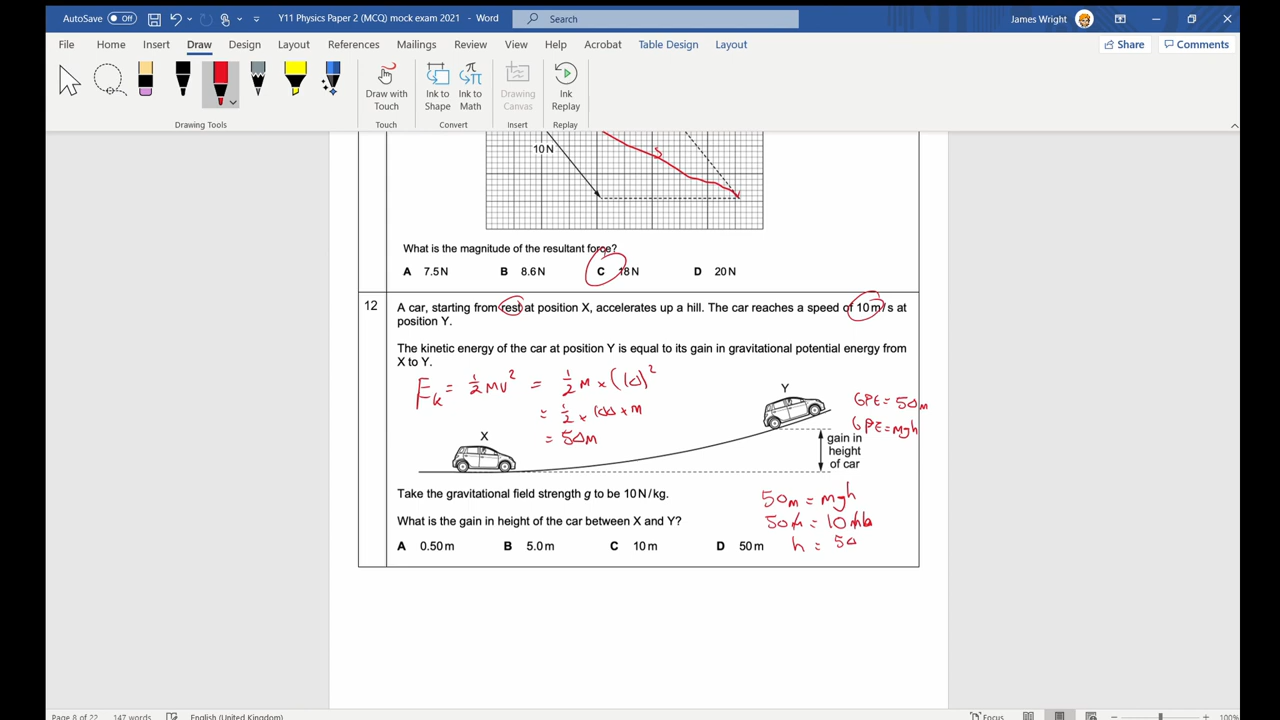 AutoSave Off Y11 Physics Paper 2 (MCQ) mock exam 2021 - Word Search James Wright
File Home Insert Draw Design Layout References Mailings Review View Help Acrobat Table Design Layout Share Comments
Draw with Touch
Ink to Shape
Ink to Math
Drawing Canvas
Ink Replay
Drawing Tools Touch Convert Insert Replay
10 N
What is the magnitude of the resultant force?
A 7.5 N B 8.6 N C 18 N D 20 N
12 A car, starting from rest at position X, accelerates up a hill. The car reaches a speed of 10 m/s at
position Y.
The kinetic energy of the car at position Y is equal to its gain in gravitational potential energy from
X to Y.
Ek = 1/2 mv² = 1/2 m × (10)²
= 1/2 × 100 × m
= 50m
Y
GPE = 50m
GPE = mgh
X
gain in
height
of car
Take the gravitational field strength g to be 10 N/kg.
50m = mgh
What is the gain in height of the car between X and Y?
50m = 10mh
h = 50
A 0.50 m B 5.0 m C 10 m D 50 m
Page 8 of 22 147 words English (United Kingdom) Focus 100%